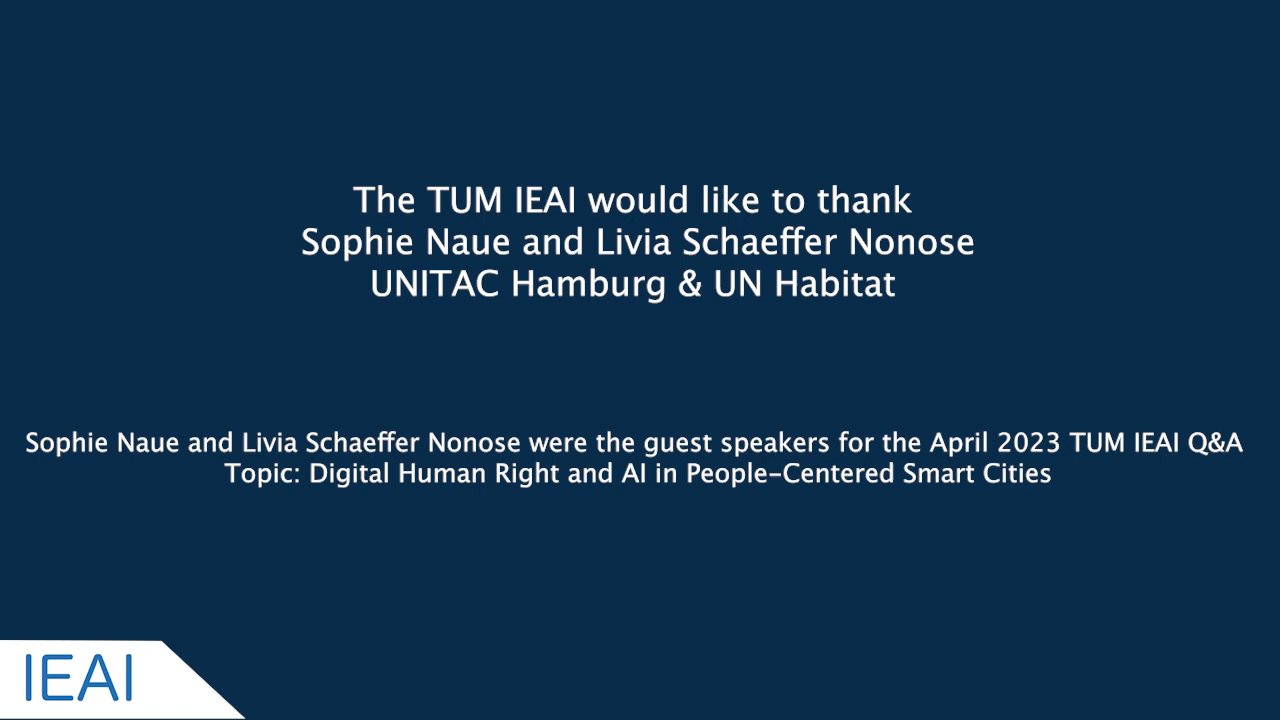 The TUM IEAI would like to thank
Sophie Naue and Livia Schaeffer Nonose
UNITAC Hamburg & UN Habitat
Sophie Naue and Livia Schaeffer Nonose were the guest speakers for the April 2023 TUM IEAI Q&A
Topic: Digital Human Right and AI in People-Centered Smart Cities
IEAI